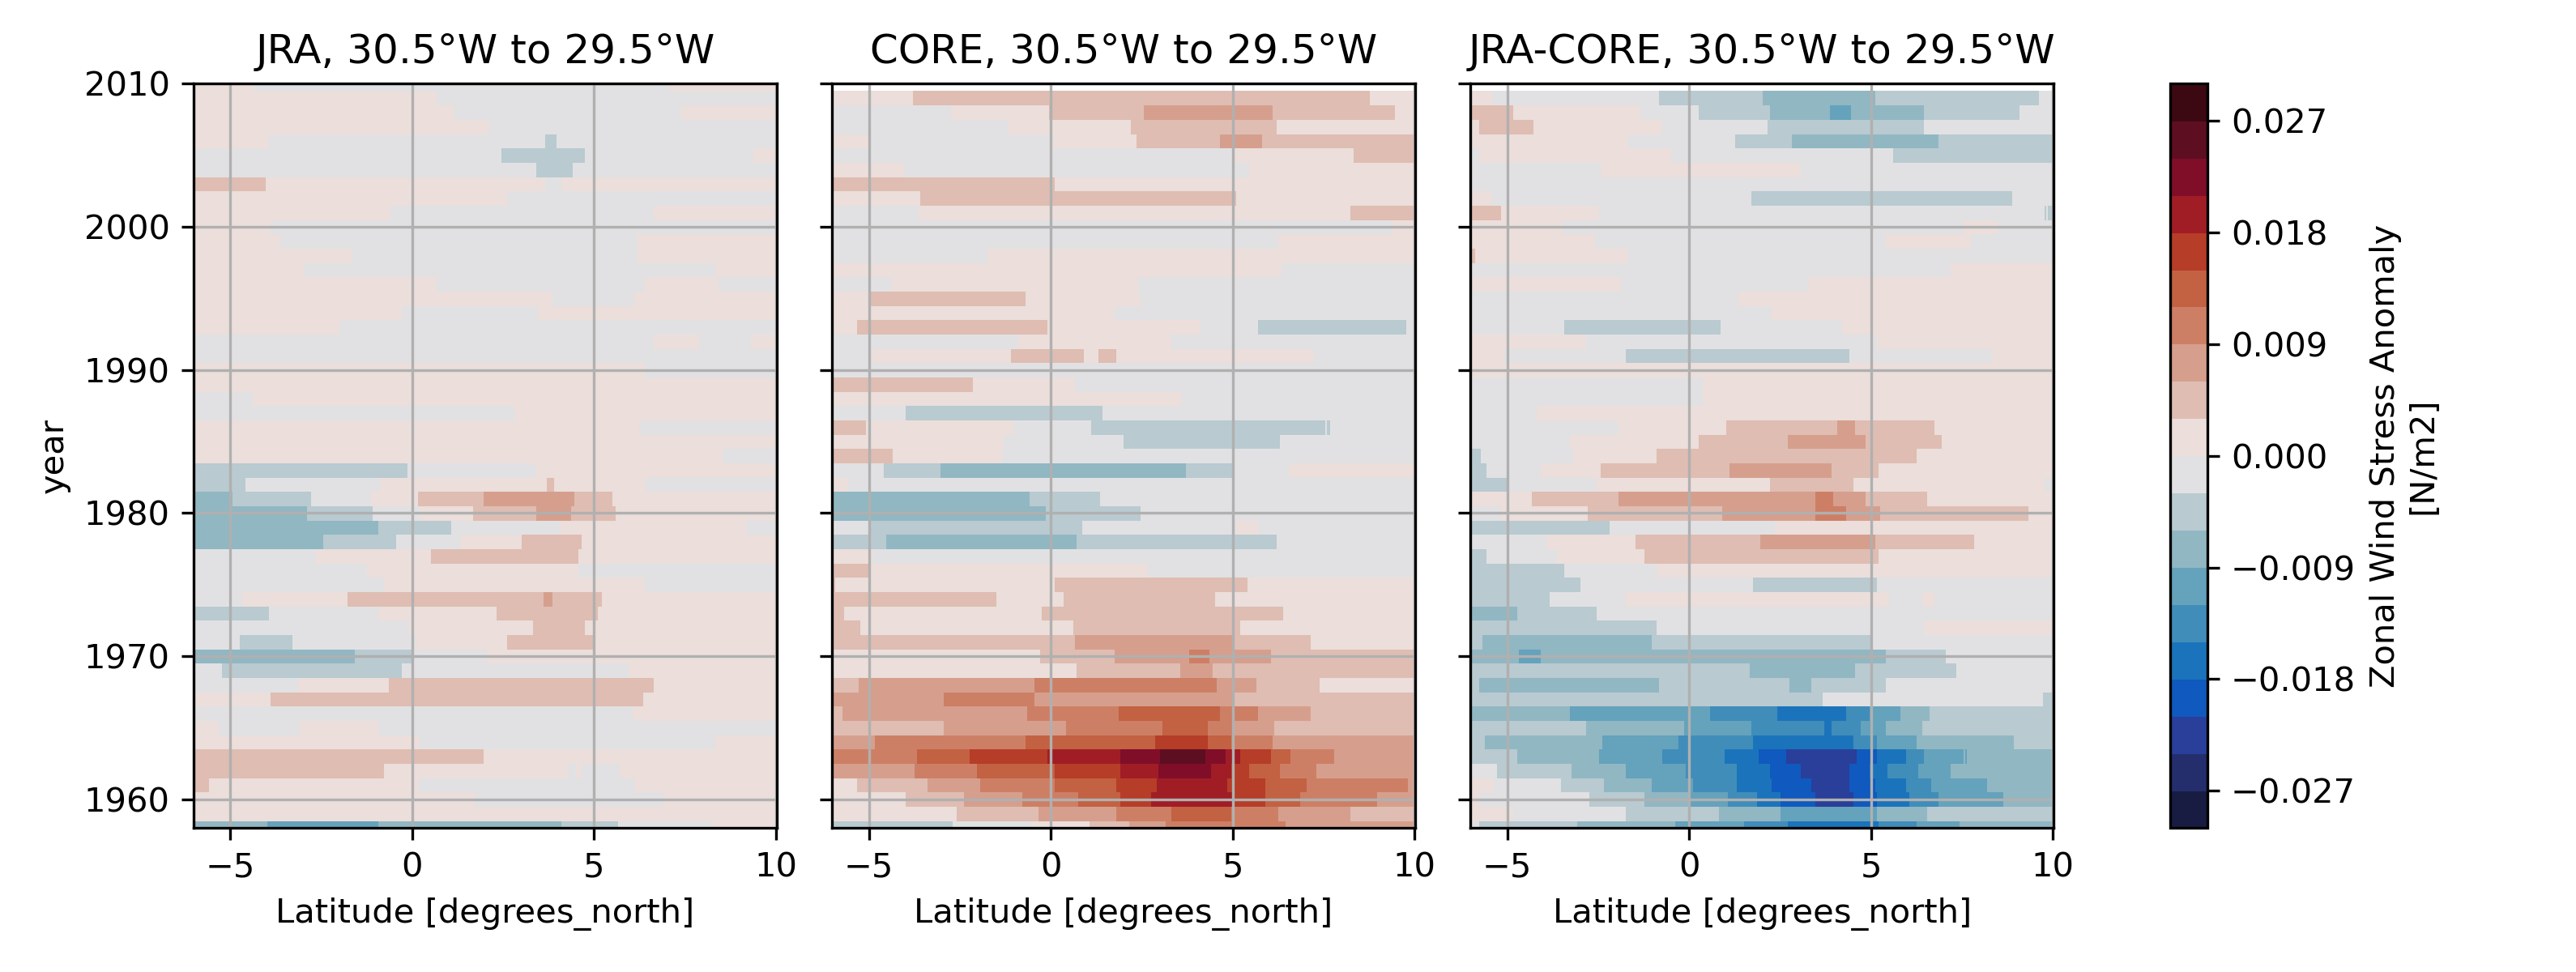 JRA, 30.5°W to 29.5°W
CORE, 30.5°W to 29.5°W
JRA-CORE, 30.5°W to 29.5°W
2010
2000
1990
1980
1970
1960
year
−5
0
5
10
−5
0
5
10
−5
0
5
10
Latitude [degrees_north]
Latitude [degrees_north]
Latitude [degrees_north]
0.027
0.018
0.009
0.000
−0.009
−0.018
−0.027
Zonal Wind Stress Anomaly
[N/m2]